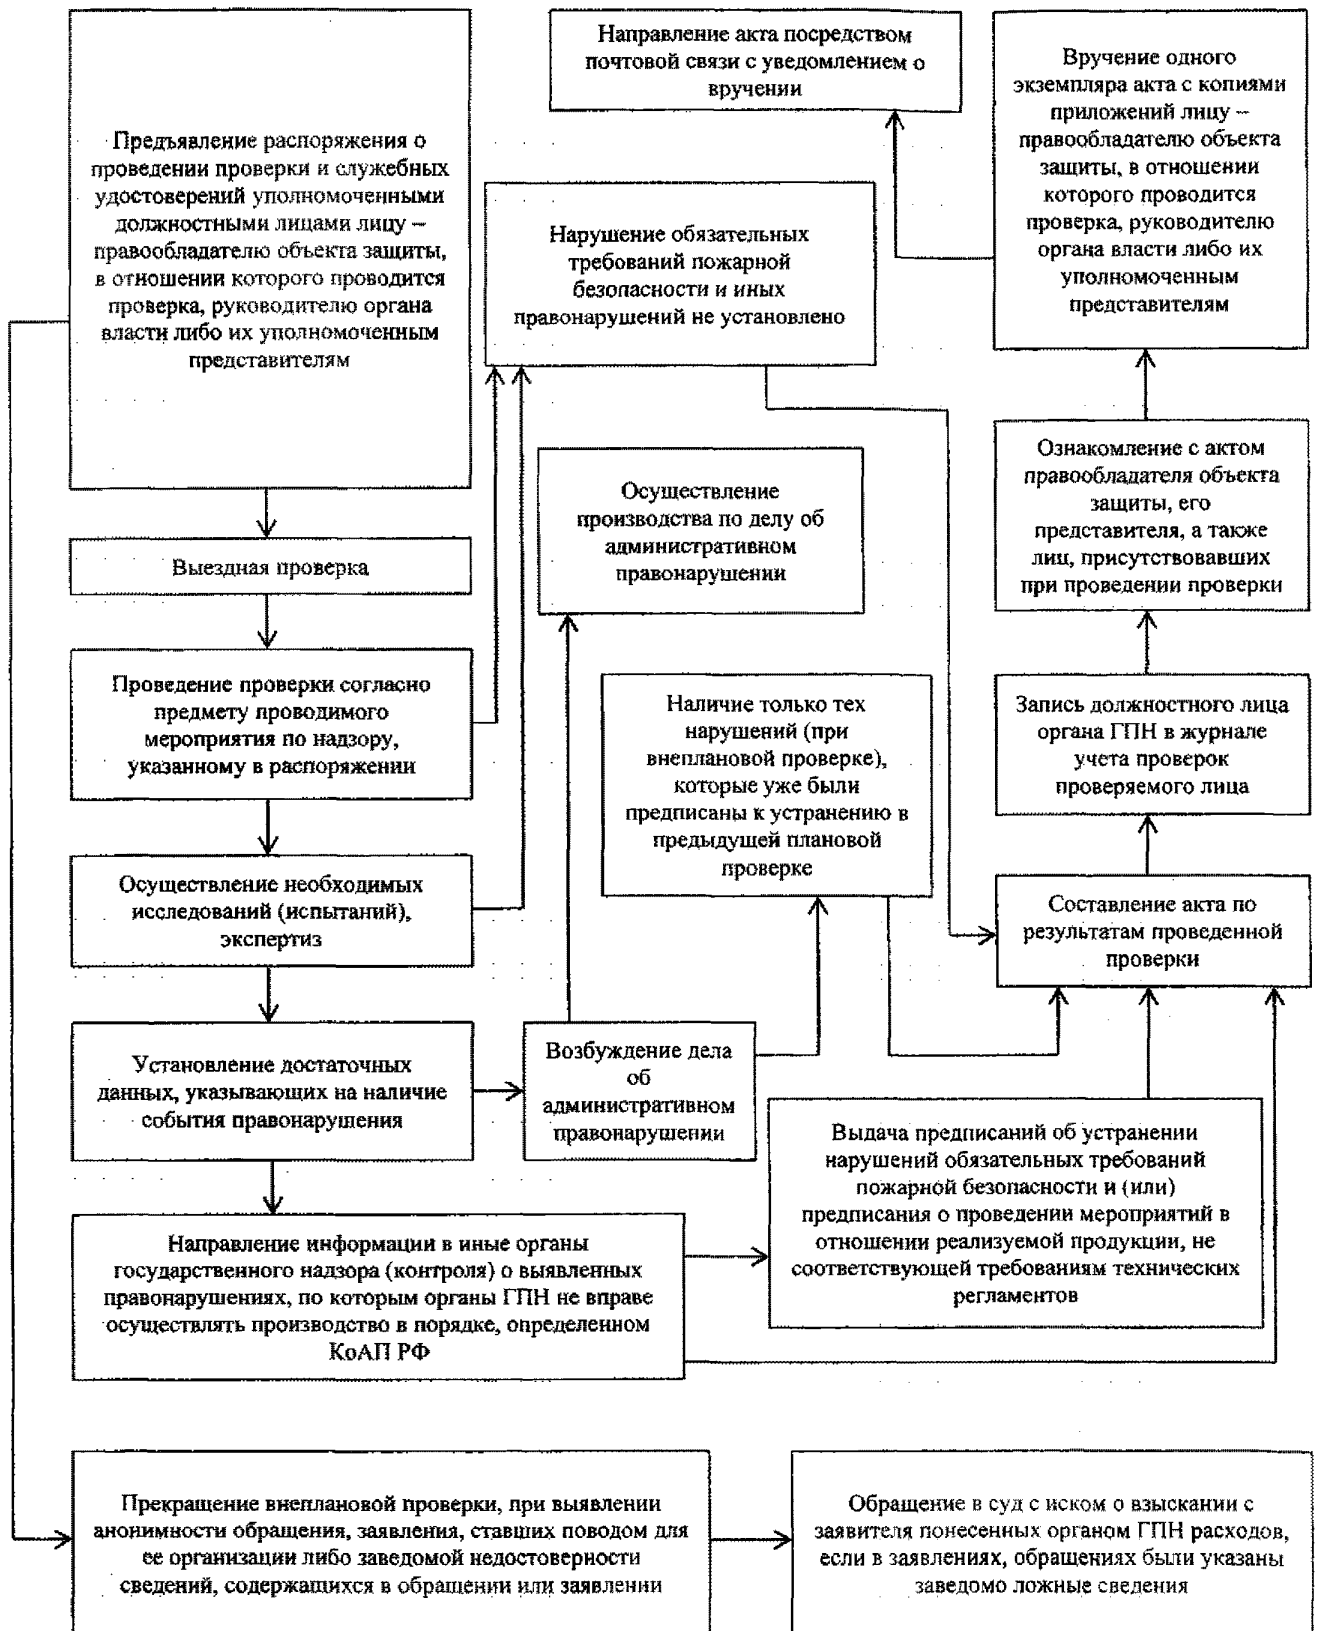 Предъявление распоряжения о
проведении проверки и служебных
удостоверений уполномоченными
должностными лицами лицу –
правообладателю объекта защиты,
в отношении которого проводится
проверка, руководителю органа
власти либо их уполномоченным
представителям
Направление акта посредством
почтовой связи с уведомлением о
вручении
Вручение одного
экземпляра акта с копиями
приложений лицу –
правообладателю объекта
защиты, в отношении
которого проводится
проверка, руководителю
органа власти либо их
уполномоченным
представителям
Нарушение обязательных
требований пожарной
безопасности и иных
правонарушений не установлено
Ознакомление с актом
правообладателя объекта
защиты, его
представителя, а также
лиц, присутствовавших
при проведении проверки
Осуществление
производства по делу об
административном
правонарушении
Выездная проверка
Проведение проверки согласно
предмету проводимого
мероприятия по надзору,
указанному в распоряжении
Наличие только тех
нарушений (при
внеплановой проверке),
которые уже были
предписаны к устранению в
предыдущей плановой
проверке
Запись должностного лица
органа ГПН в журнале
учета проверок
проверяемого лица
Осуществление необходимых
исследований (испытаний),
экспертиз
Составление акта по
результатам проведенной
проверки
Установление достаточных
данных, указывающих на наличие
события правонарушения
Возбуждение дела
об
административном
правонарушении
Выдача предписаний об устранении
нарушений обязательных требований
пожарной безопасности и (или)
предписания о проведении мероприятий в
отношении реализуемой продукции, не
соответствующей требованиям технических
регламентов
Направление информации в иные органы
государственного надзора (контроля) о выявленных
правонарушениях, по которым органы ГПН не вправе
осуществлять производство в порядке, определенном
КоАП РФ
Прекращение внеплановой проверки, при выявлении
анонимности обращения, заявления, ставших поводом для
ее организации либо заведомой недостоверности
сведений, содержащихся в обращении или заявлении
Обращение в суд с иском о взыскании с
заявителя понесенных органом ГПН расходов,
если в заявлениях, обращениях были указаны
заведомо ложные сведения